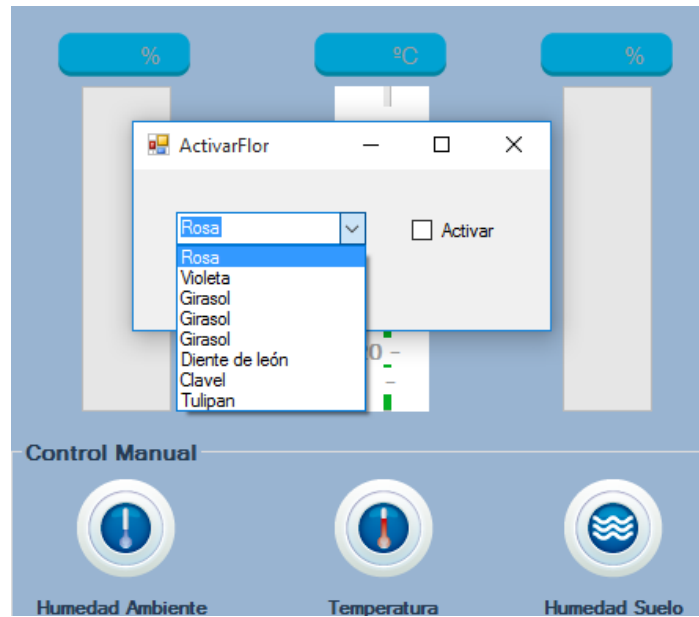 % ºC %
ActivarFlor
Rosa
Activar
Rosa
Violeta
Girasol
Girasol
Girasol
Diente de león
Clavel
Tulipan
Control Manual
Humedad Ambiente Temperatura Humedad Suelo